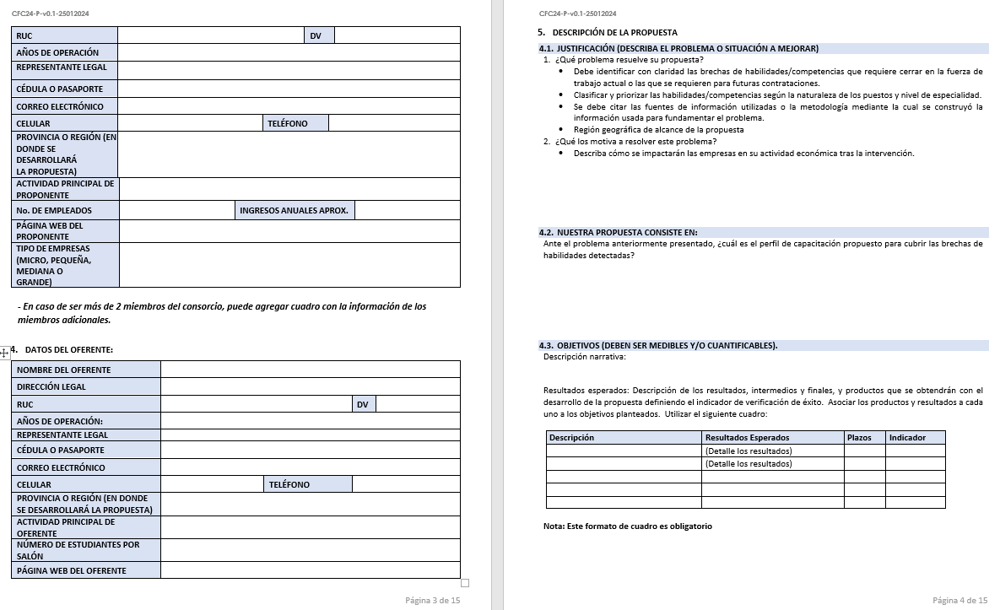 CFC24-P-v0.1-25012024
RUC DV
AÑOS DE OPERACIÓN
REPRESENTANTE LEGAL
CÉDULA O PASAPORTE
CORREO ELECTRÓNICO
CELULAR TELÉFONO
PROVINCIA O REGIÓN (EN
DONDE SE
DESARROLLARÁ
LA PROPUESTA)
ACTIVIDAD PRINCIPAL DE
PROPONENTE
No. DE EMPLEADOS INGRESOS ANUALES APROX.
PÁGINA WEB DEL
PROPONENTE
TIPO DE EMPRESAS
(MICRO, PEQUEÑA,
MEDIANA O
GRANDE)
- En caso de ser más de 2 miembros del consorcio, puede agregar cuadro con la información de los
miembros adicionales.
4. DATOS DEL OFERENTE:
NOMBRE DEL OFERENTE
DIRECCIÓN LEGAL
RUC DV
AÑOS DE OPERACIÓN:
REPRESENTANTE LEGAL
CÉDULA O PASAPORTE
CORREO ELECTRÓNICO
CELULAR TELÉFONO
PROVINCIA O REGIÓN (EN DONDE
SE DESARROLLARÁ LA PROPUESTA)
ACTIVIDAD PRINCIPAL DE
OFERENTE
NÚMERO DE ESTUDIANTES POR
SALÓN
PÁGINA WEB DEL OFERENTE
Página 3 de 15
CFC24-P-v0.1-25012024
5. DESCRIPCIÓN DE LA PROPUESTA
4.1. JUSTIFICACIÓN (DESCRIBA EL PROBLEMA O SITUACIÓN A MEJORAR)
1. ¿Qué problema resuelve su propuesta?
• Debe identificar con claridad las brechas de habilidades/competencias que requiere cerrar en la fuerza de
trabajo actual o las que se requieren para futuras contrataciones.
• Clasificar y priorizar las habilidades/competencias según la naturaleza de los puestos y nivel de especialidad.
• Se debe citar las fuentes de información utilizadas o la metodología mediante la cual se construyó la
información usada para fundamentar el problema.
• Región geográfica de alcance de la propuesta
2. ¿Qué los motiva a resolver este problema?
• Describa cómo se impactarán las empresas en su actividad económica tras la intervención.
4.2. NUESTRA PROPUESTA CONSISTE EN:
Ante el problema anteriormente presentado, ¿cuál es el perfil de capacitación propuesto para cubrir las brechas de
habilidades detectadas?
4.3. OBJETIVOS (DEBEN SER MEDIBLES Y/O CUANTIFICABLES).
Descripción narrativa:
Resultados esperados: Descripción de los resultados, intermedios y finales, y productos que se obtendrán con el
desarrollo de la propuesta definiendo el indicador de verificación de éxito. Asociar los productos y resultados a cada
uno a los objetivos planteados. Utilizar el siguiente cuadro:
Descripción Resultados Esperados Plazos Indicador
(Detalle los resultados)
(Detalle los resultados)
Nota: Este formato de cuadro es obligatorio
Página 4 de 15